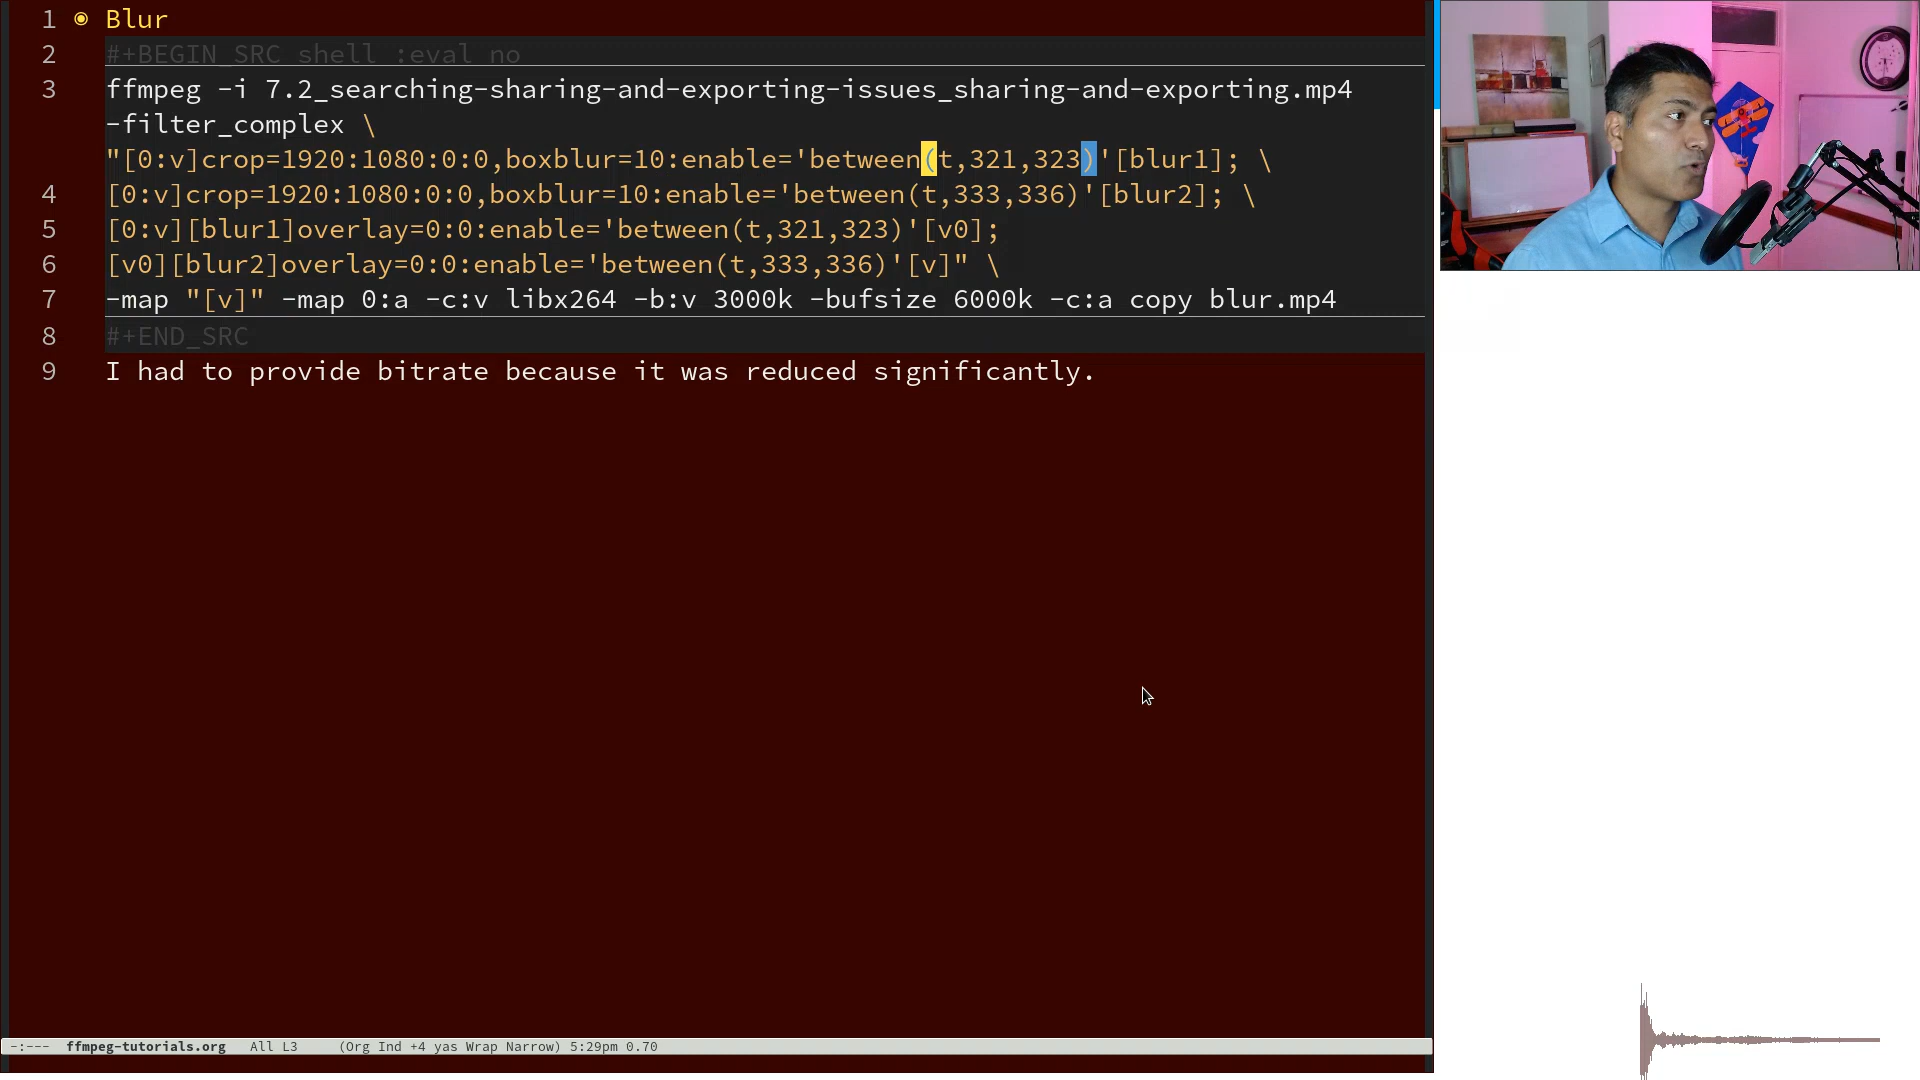 1 Blur
2 #+BEGIN_SRC shell :eval no
3 ffmpeg -i 7.2_searching-sharing-and-exporting-issues_sharing-and-exporting.mp4
-filter_complex \
"[0:v]crop=1920:1080:0:0,boxblur=10:enable='between(t,321,323)'[blur1]; \
4 [0:v]crop=1920:1080:0:0,boxblur=10:enable='between(t,333,336)'[blur2]; \
5 [0:v][blur1]overlay=0:0:enable='between(t,321,323)'[v0];
6 [v0][blur2]overlay=0:0:enable='between(t,333,336)'[v]" \
7 -map "[v]" -map 0:a -c:v libx264 -b:v 3000k -bufsize 6000k -c:a copy blur.mp4
8 #+END_SRC
9 I had to provide bitrate because it was reduced significantly.
-:--- ffmpeg-tutorials.org All L3 (Org Ind +4 yas Wrap Narrow) 5:29pm 0.70